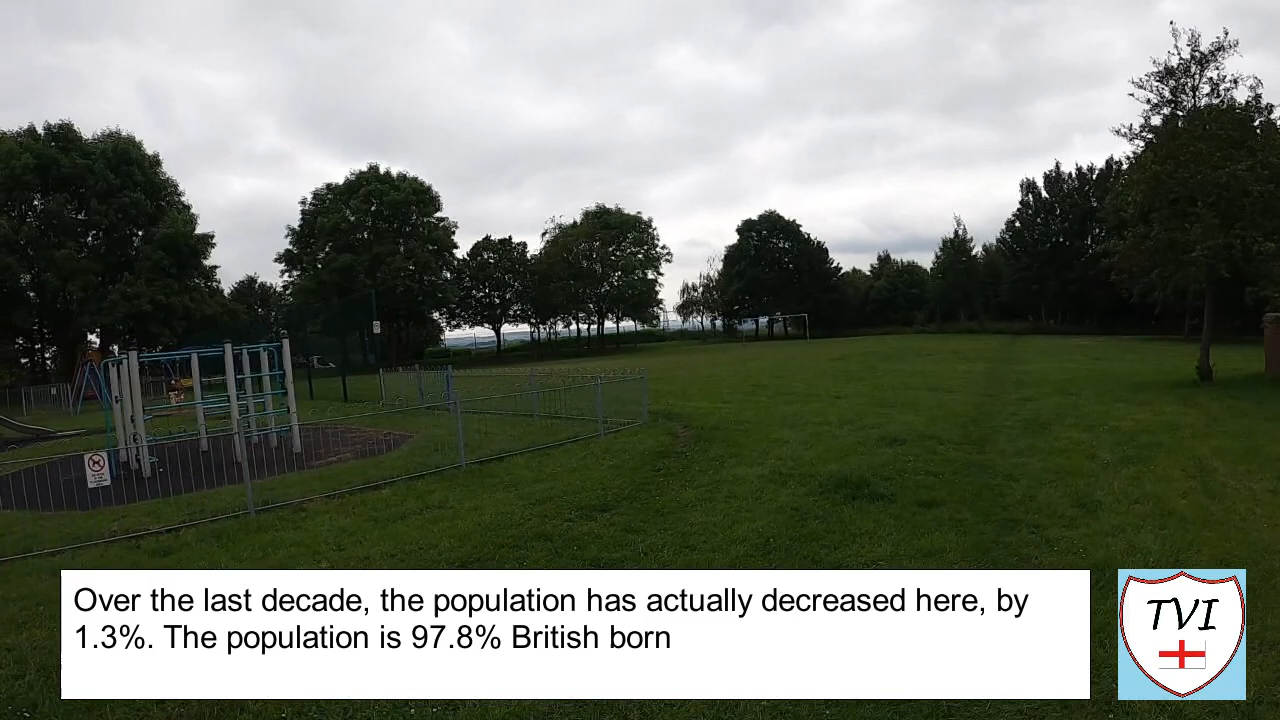 Over the last decade, the population has actually decreased here, by
1.3%. The population is 97.8% British born
TVI